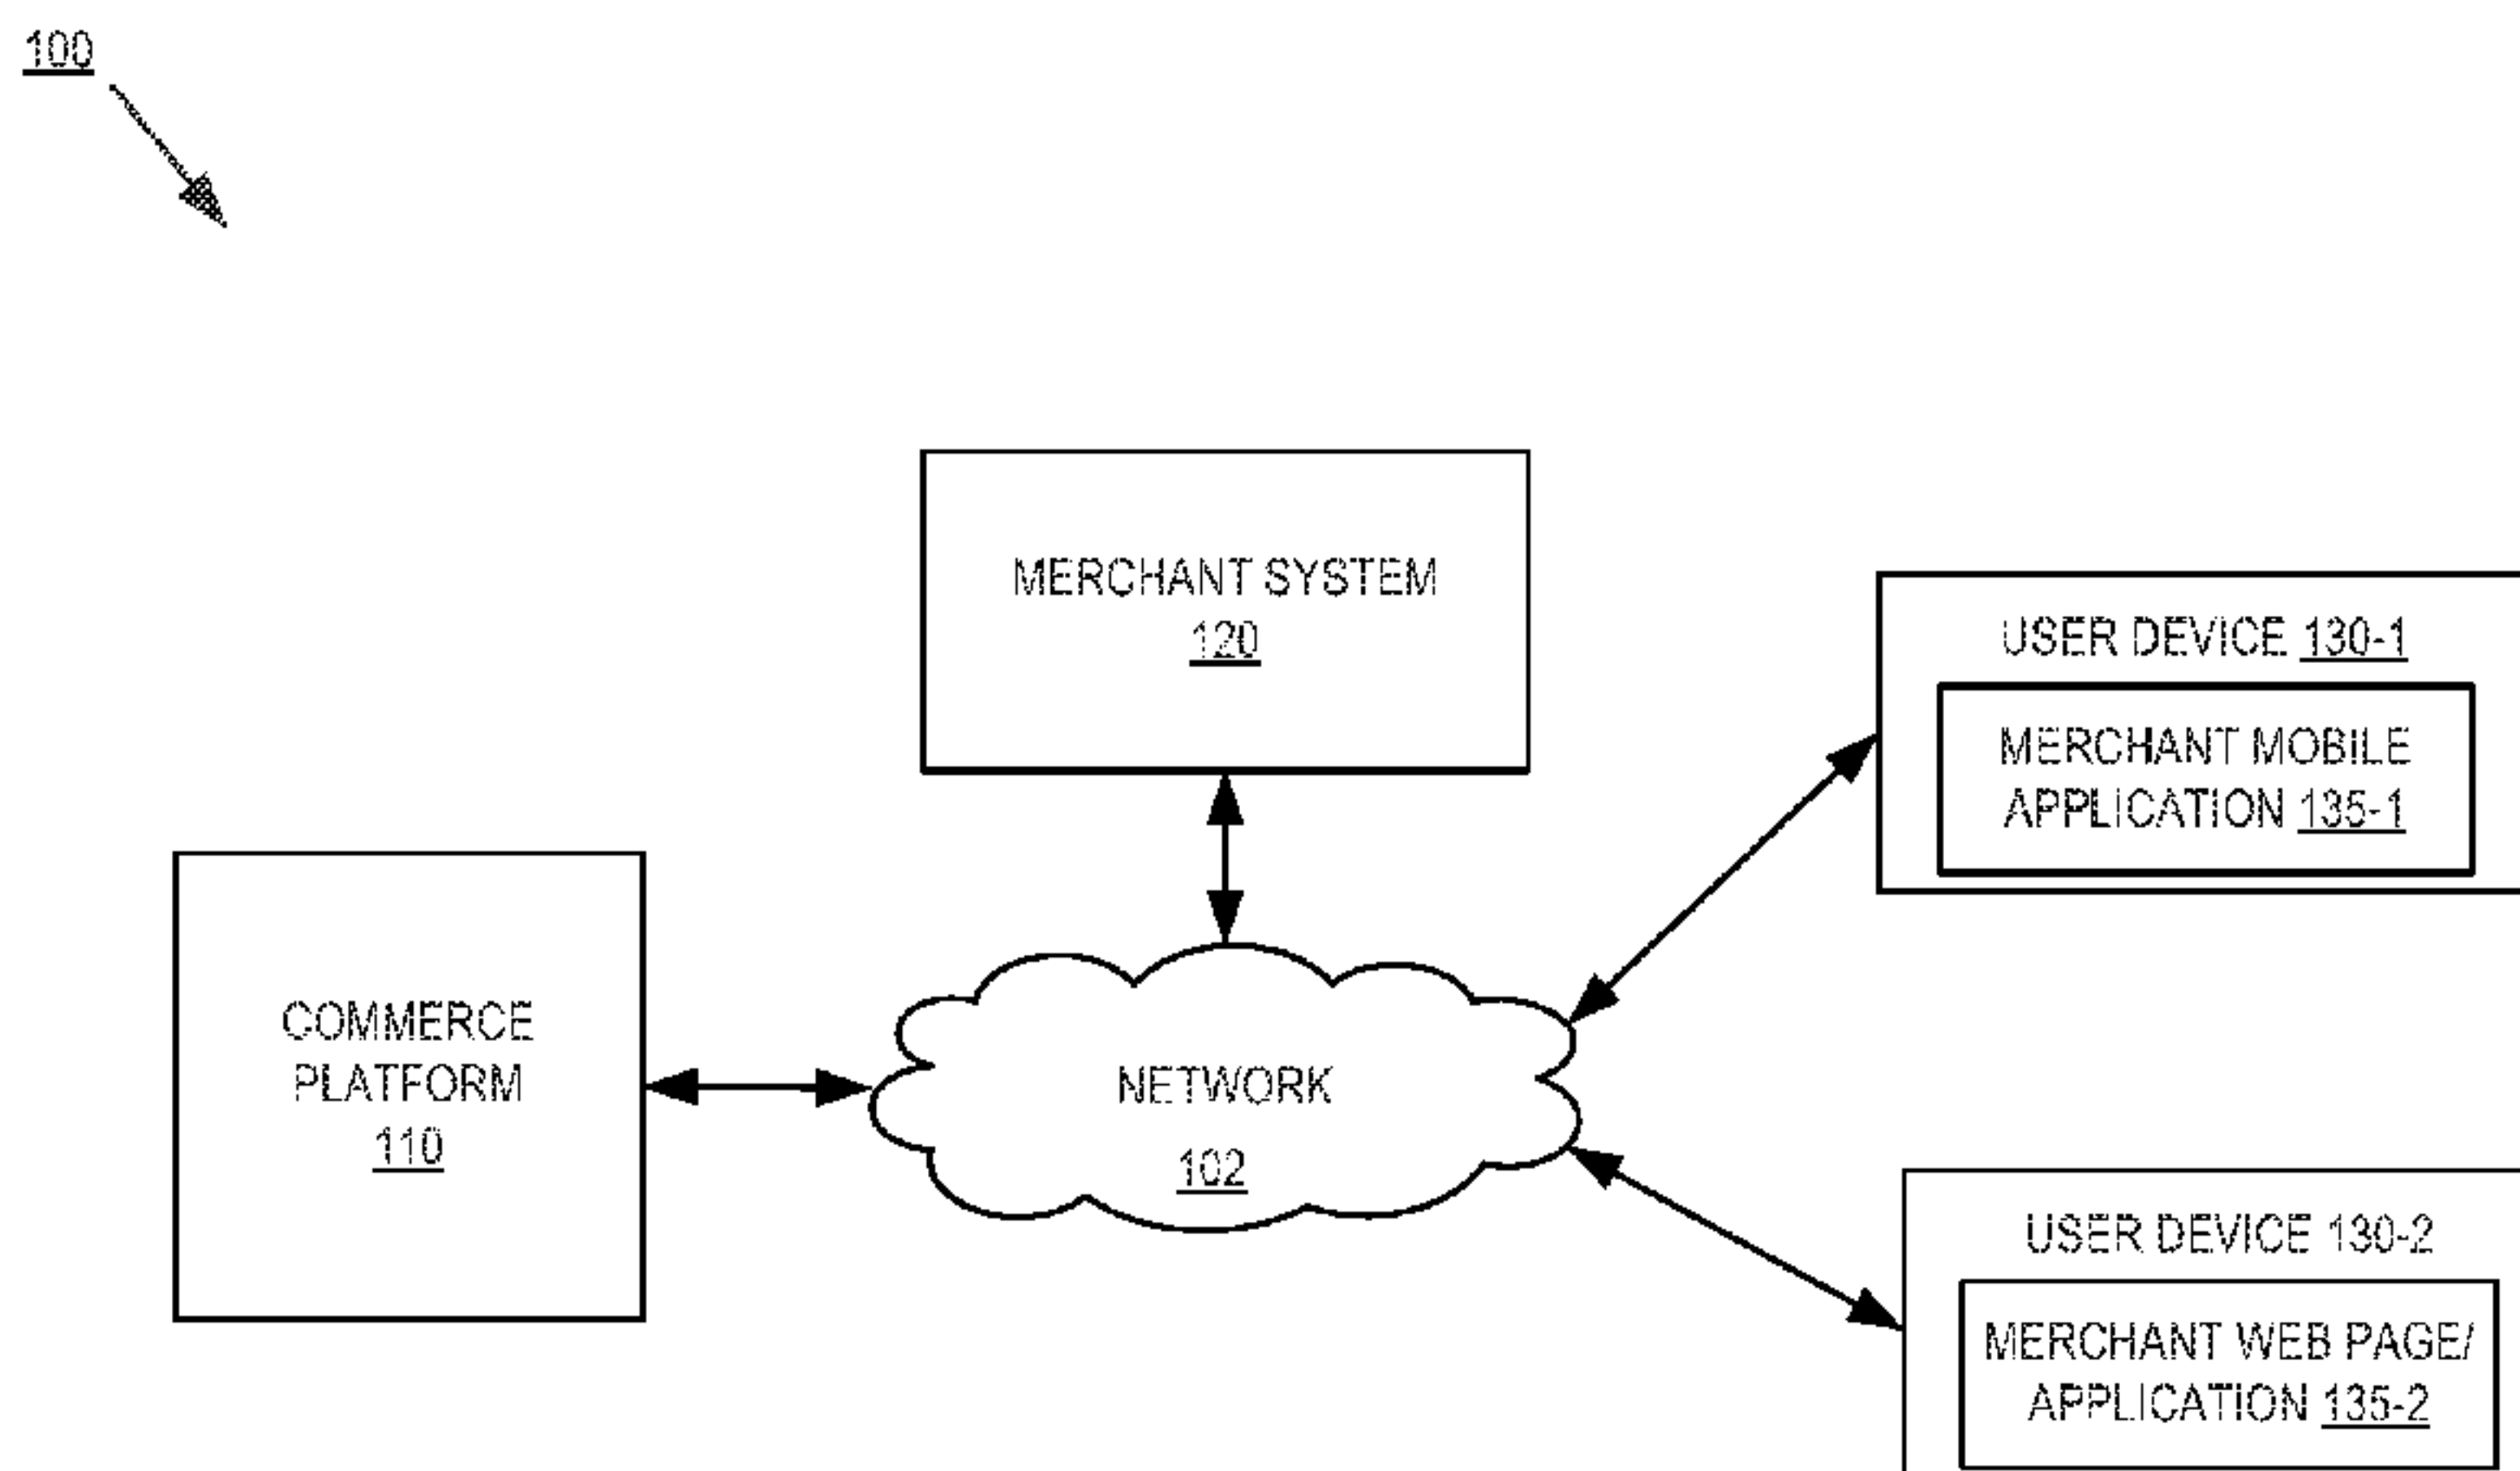 100
MERCHANT SYSTEM
120
USER DEVICE 130-1
MERCHANT MOBILE
APPLICATION 135-1
COMMERCE
PLATFORM
110
NETWORK
102
USER DEVICE 130-2
MERCHANT WEB PAGE/
APPLICATION 135-2